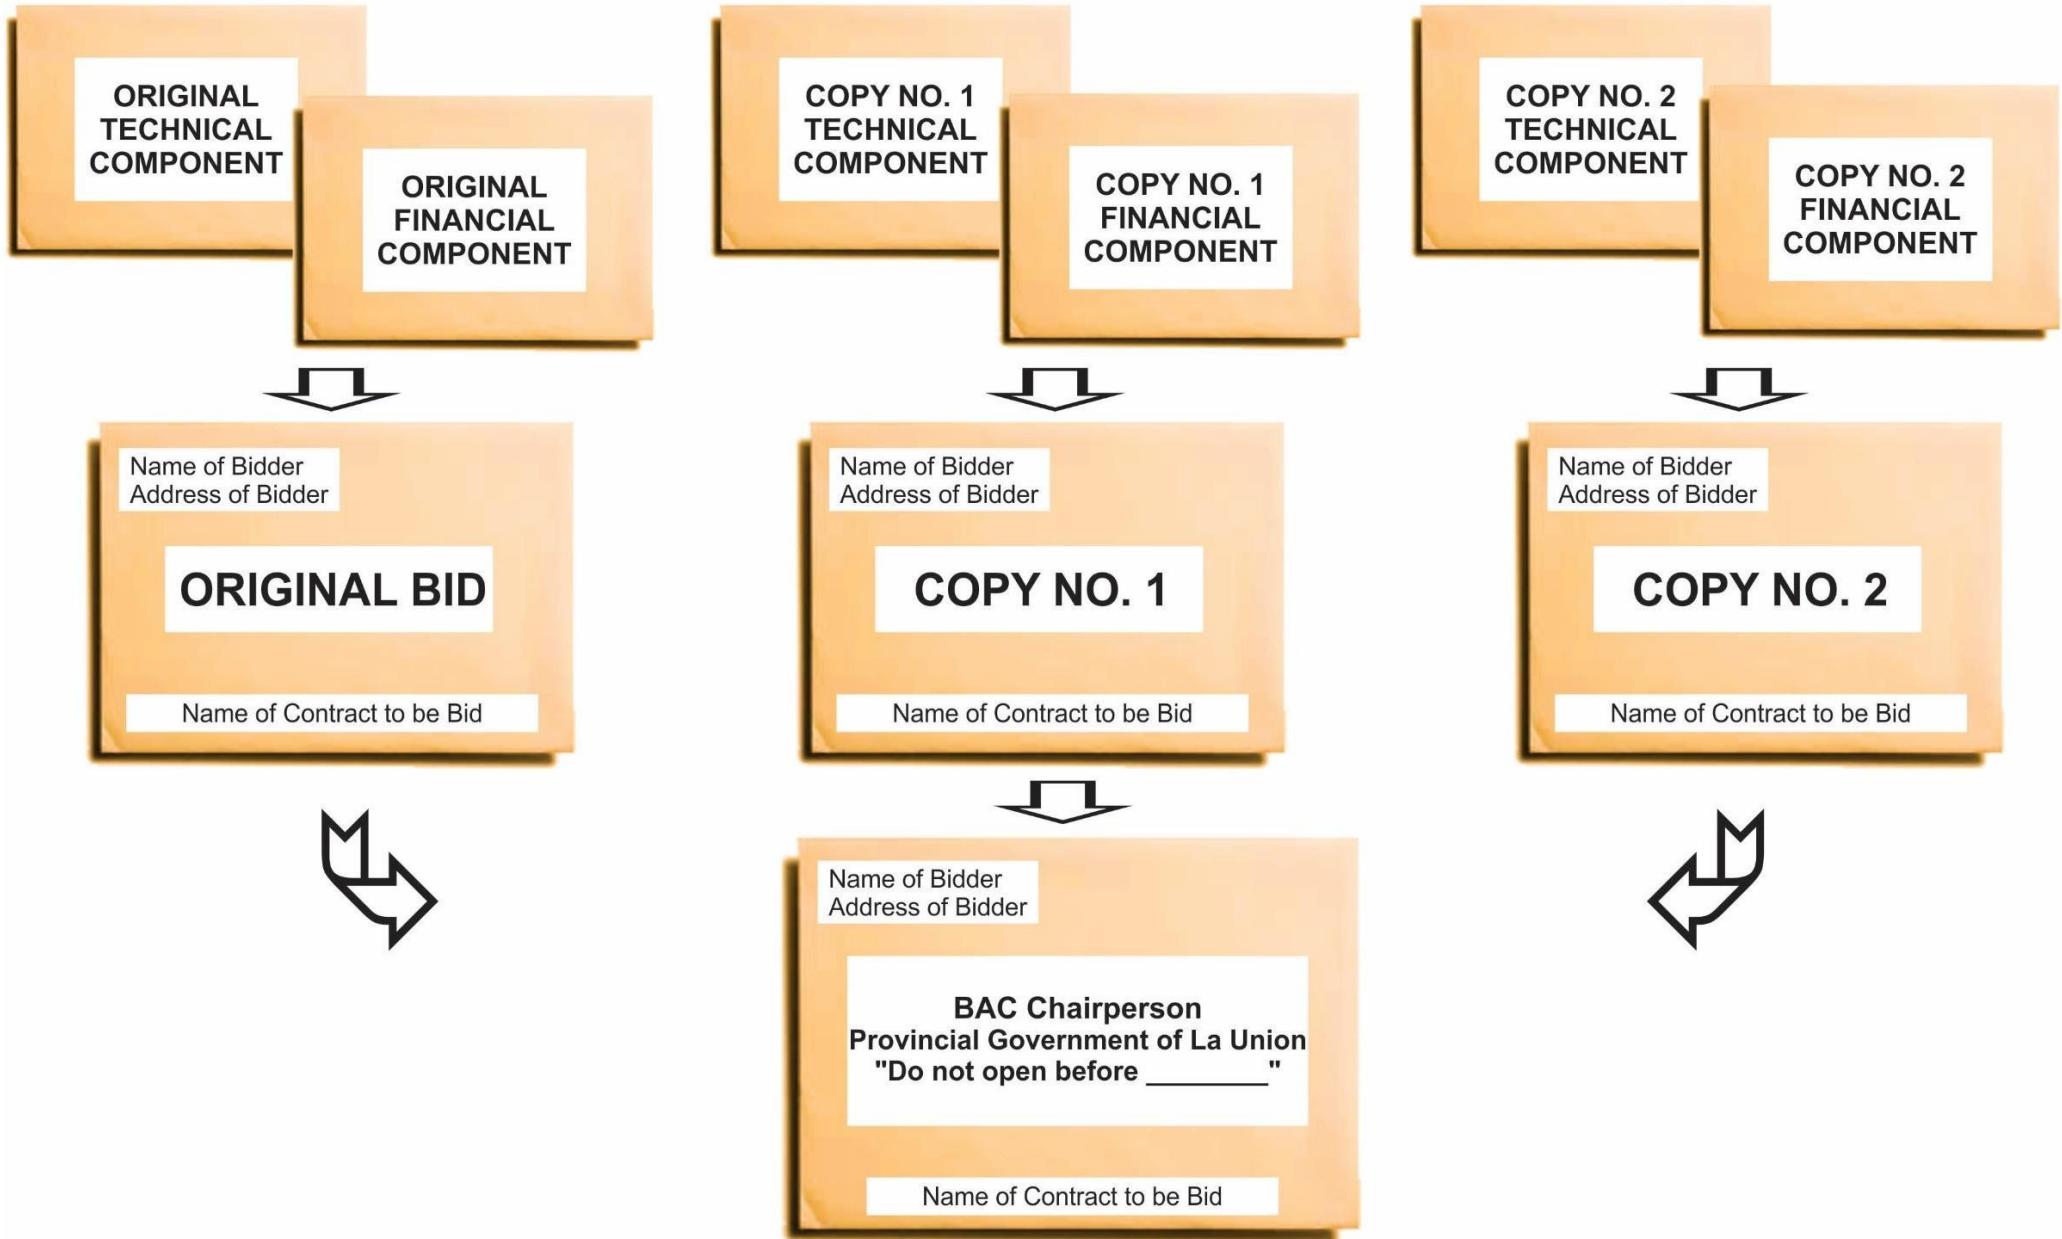 ORIGINAL
TECHNICAL
COMPONENT
ORIGINAL
FINANCIAL
COMPONENT
COPY NO. 1
TECHNICAL
COMPONENT
COPY NO. 1
FINANCIAL
COMPONENT
COPY NO. 2
TECHNICAL
COMPONENT
COPY NO. 2
FINANCIAL
COMPONENT
Name of Bidder
Address of Bidder
ORIGINAL BID
Name of Contract to be Bid
Name of Bidder
Address of Bidder
COPY NO. 1
Name of Contract to be Bid
Name of Bidder
Address of Bidder
COPY NO. 2
Name of Contract to be Bid
Name of Bidder
Address of Bidder
BAC Chairperson
Provincial Government of La Union
"Do not open before ________"
Name of Contract to be Bid